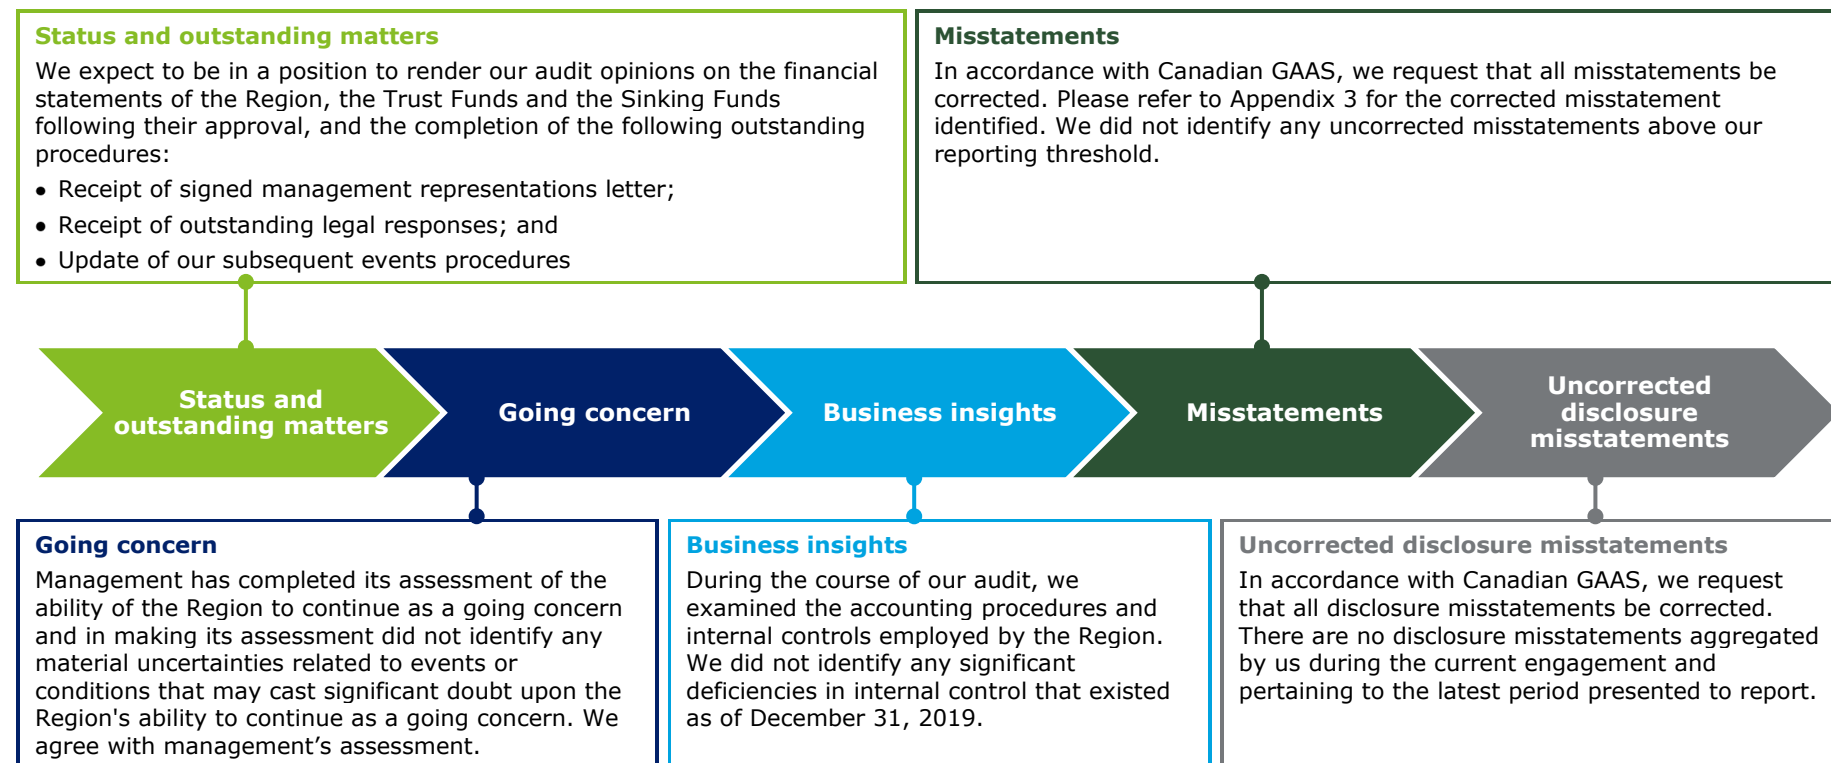 Status and outstanding matters
We expect to be in a position to render our audit opinions on the financial
statements of the Region, the Trust Funds and the Sinking Funds
following their approval, and the completion of the following outstanding
procedures:
• Receipt of signed management representations letter;
• Receipt of outstanding legal responses; and
• Update of our subsequent events procedures
Misstatements
In accordance with Canadian GAAS, we request that all misstatements be
corrected. Please refer to Appendix 3 for the corrected misstatement
identified. We did not identify any uncorrected misstatements above our
reporting threshold.
Status and
outstanding matters
Going concern
Business insights
Misstatements
Uncorrected
disclosure
misstatements
Going concern
Management has completed its assessment of the
ability of the Region to continue as a going concern
and in making its assessment did not identify any
material uncertainties related to events or
conditions that may cast significant doubt upon the
Region's ability to continue as a going concern. We
agree with management’s assessment.
Business insights
During the course of our audit, we
examined the accounting procedures and
internal controls employed by the Region.
We did not identify any significant
deficiencies in internal control that existed
as of December 31, 2019.
Uncorrected disclosure misstatements
In accordance with Canadian GAAS, we request
that all disclosure misstatements be corrected.
There are no disclosure misstatements aggregated
by us during the current engagement and
pertaining to the latest period presented to report.